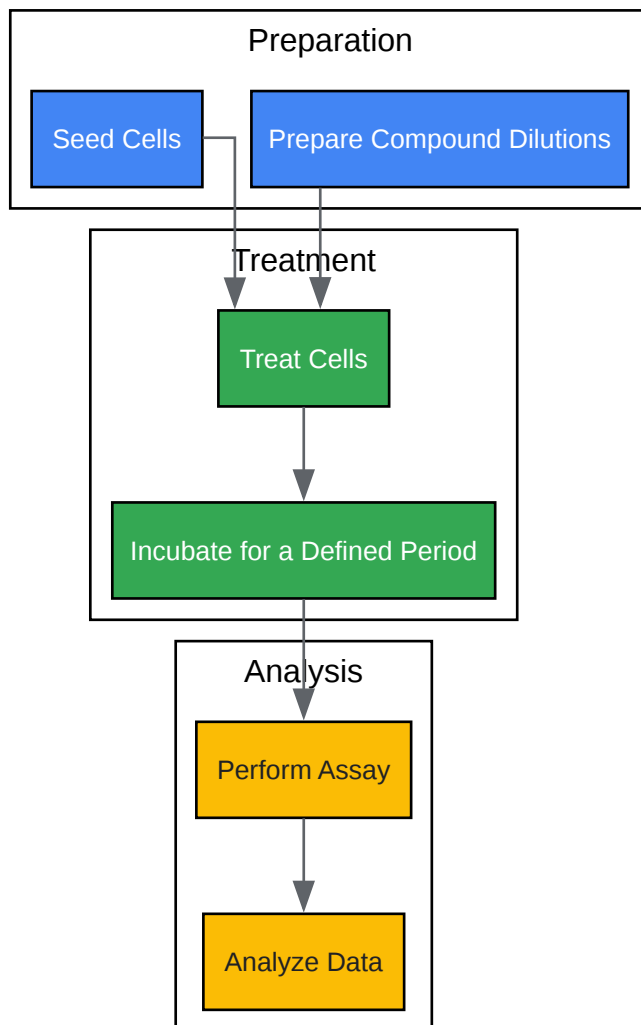 Preparation
Seed Cells
Prepare Compound Dilutions
Treatment
Treat Cells
Incubate for a Defined Period
Analysis
Perform Assay
Analyze Data